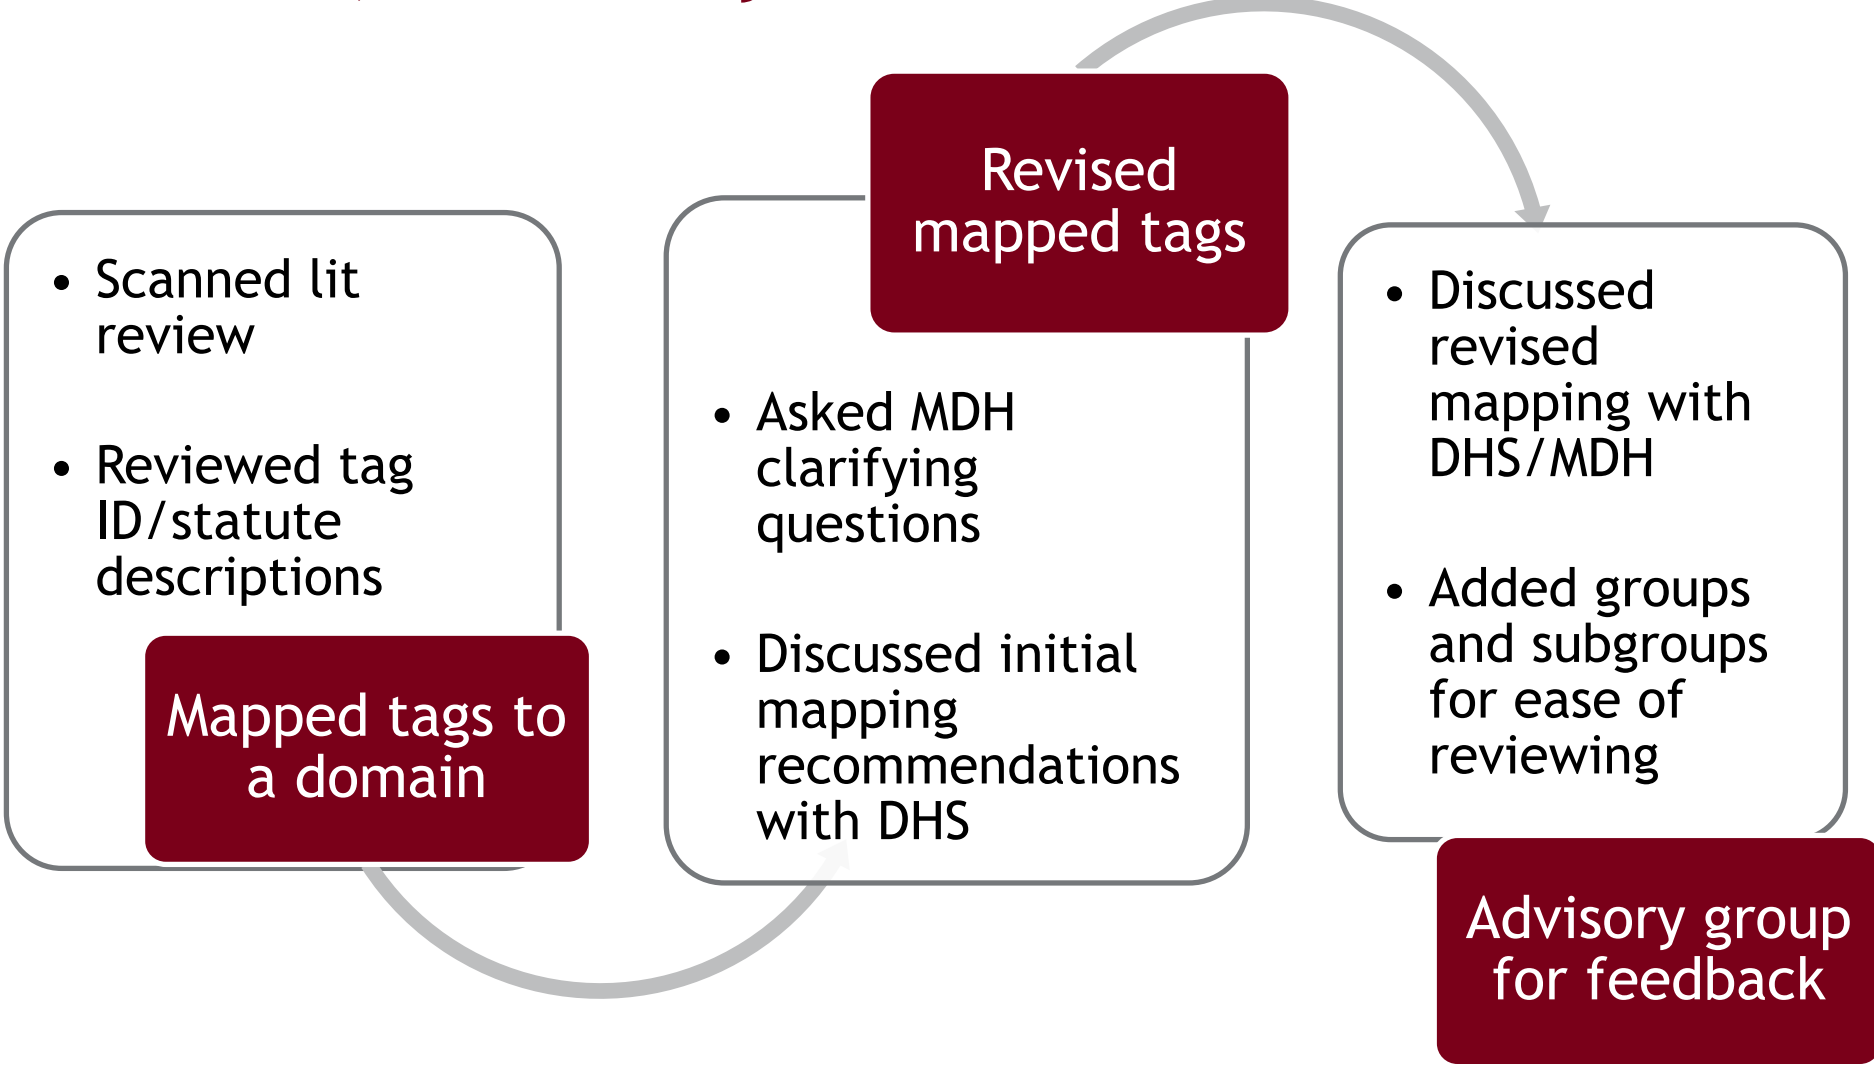 • Scanned lit
review
• Reviewed tag
ID/statute
descriptions
Mapped tags to
a domain
Revised
mapped tags
• Asked MDH
clarifying
questions
• Discussed initial
mapping
recommendations
with DHS
• Discussed
revised
mapping with
DHS/MDH
• Added groups
and subgroups
for ease of
reviewing
Advisory group
for feedback